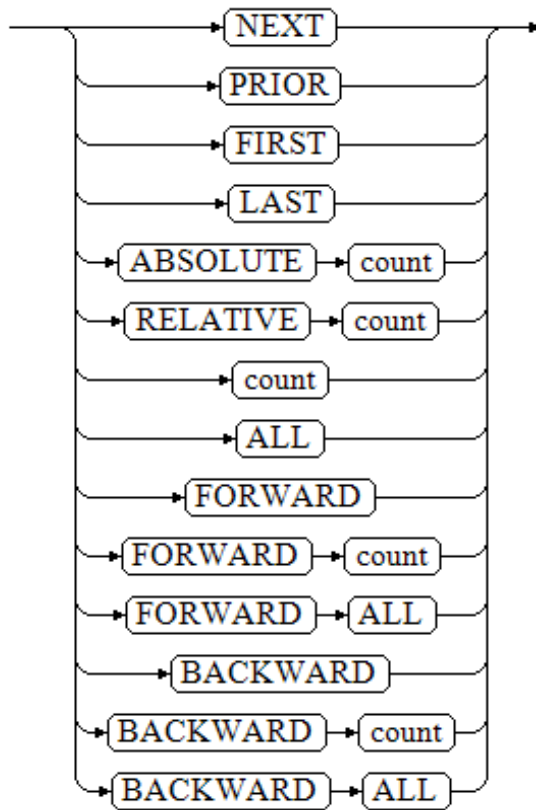 NEXT
PRIOR
FIRST
LAST
ABSOLUTE count
RELATIVE count
count
ALL
FORWARD
FORWARD count
FORWARD ALL
BACKWARD
BACKWARD count
BACKWARD ALL